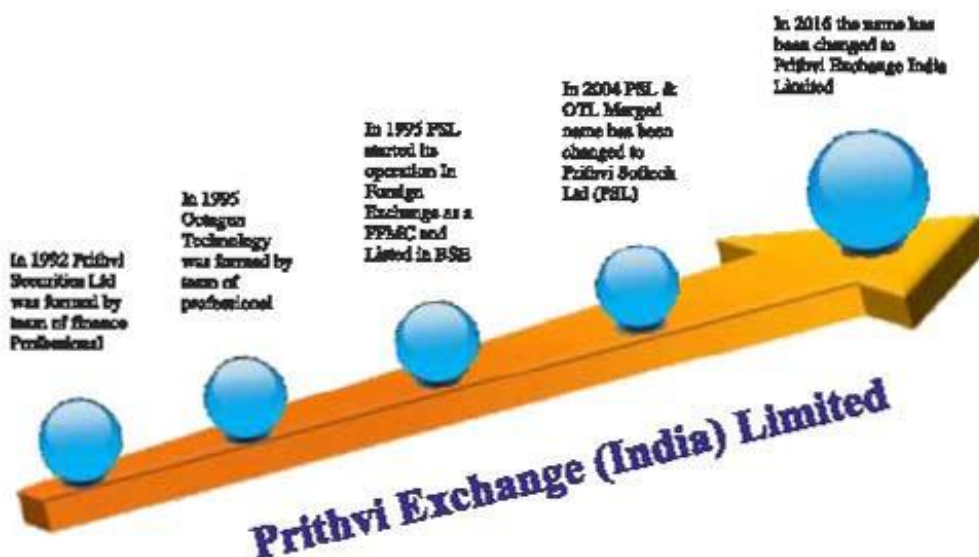 In 1992 Prithvi
Securities Ltd
was formed by
team of finance
Professional
In 1995
Octagon
Technology
was formed by
team of
professional
In 1995 PSL
started its
operation In
Foreign
Exchange as a
FFMC and
Listed in BSE
In 2004 PSL &
OTL Merged
name has been
changed to
Prithvi Softech
Ltd (PSL)
In 2016 the name has
been changed to
Prithvi Exchange India
Limited
Prithvi Exchange (India) Limited